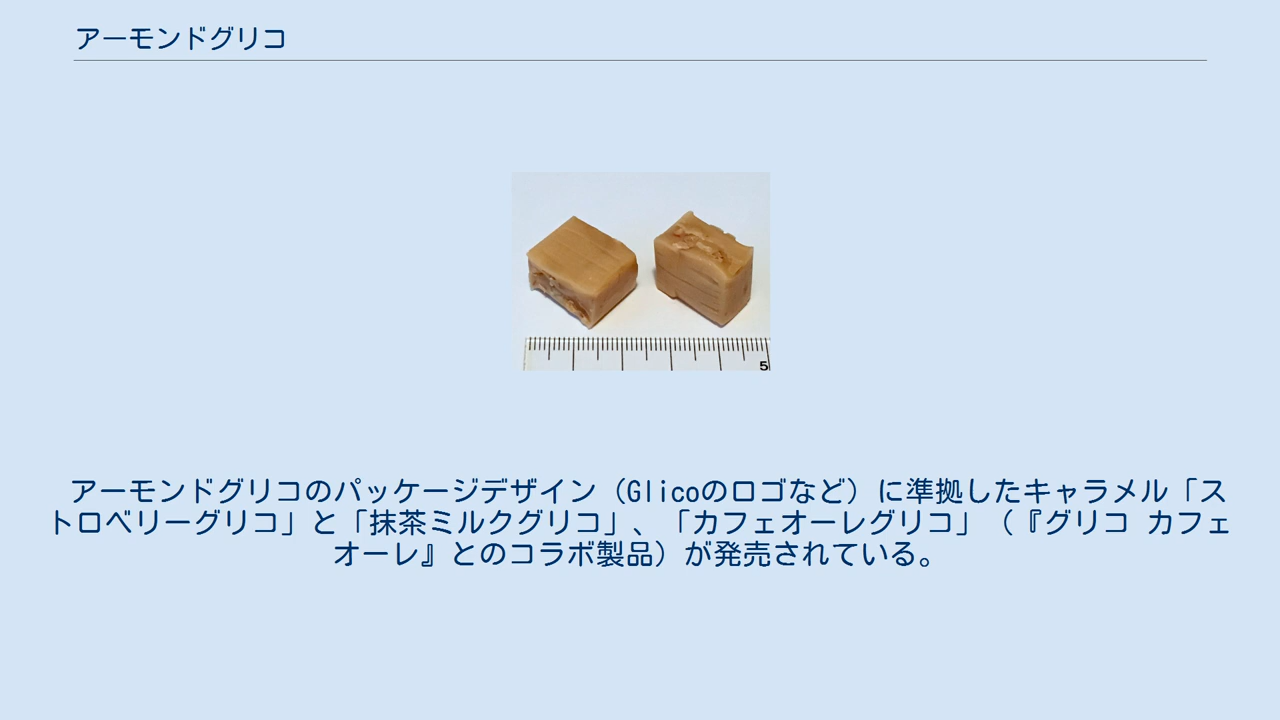 アーモンドグリコ
5
アーモンドグリコのパッケージデザイン（Glicoのロゴなど）に準拠したキャラメル「ス
トロベリーグリコ」と「抹茶ミルクグリコ」、「カフェオーレグリコ」（『グリコ カフェ
オーレ』とのコラボ製品）が発売されている。